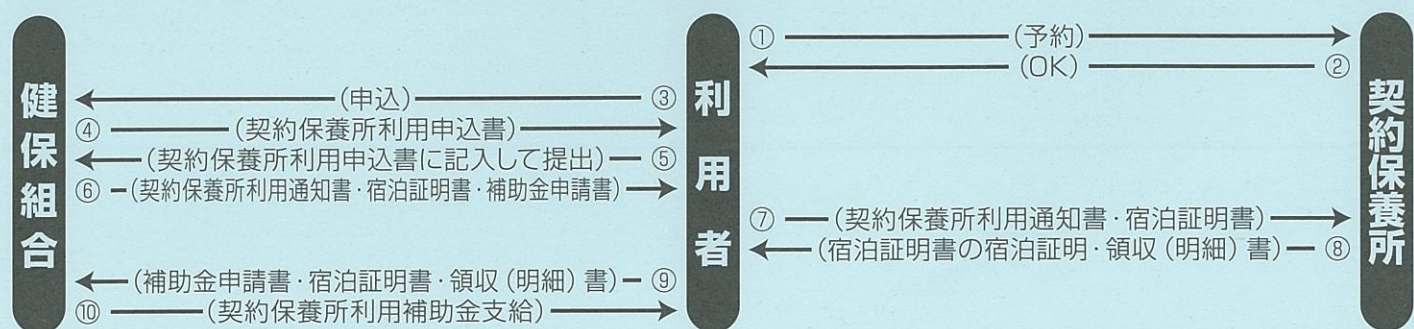 健保組合
利用者
契約保養所
① (予約)
(OK) ②
(申込) ③
④ (契約保養所利用申込書)
(契約保養所利用申込書に記入して提出) ⑤
⑥ (契約保養所利用通知書・宿泊証明書・補助金申請書)
⑦ (契約保養所利用通知書・宿泊証明書)
(宿泊証明書の宿泊証明・領収(明細)書) ⑧
(補助金申請書・宿泊証明書・領収(明細)書) ⑨
⑩ (契約保養所利用補助金支給)